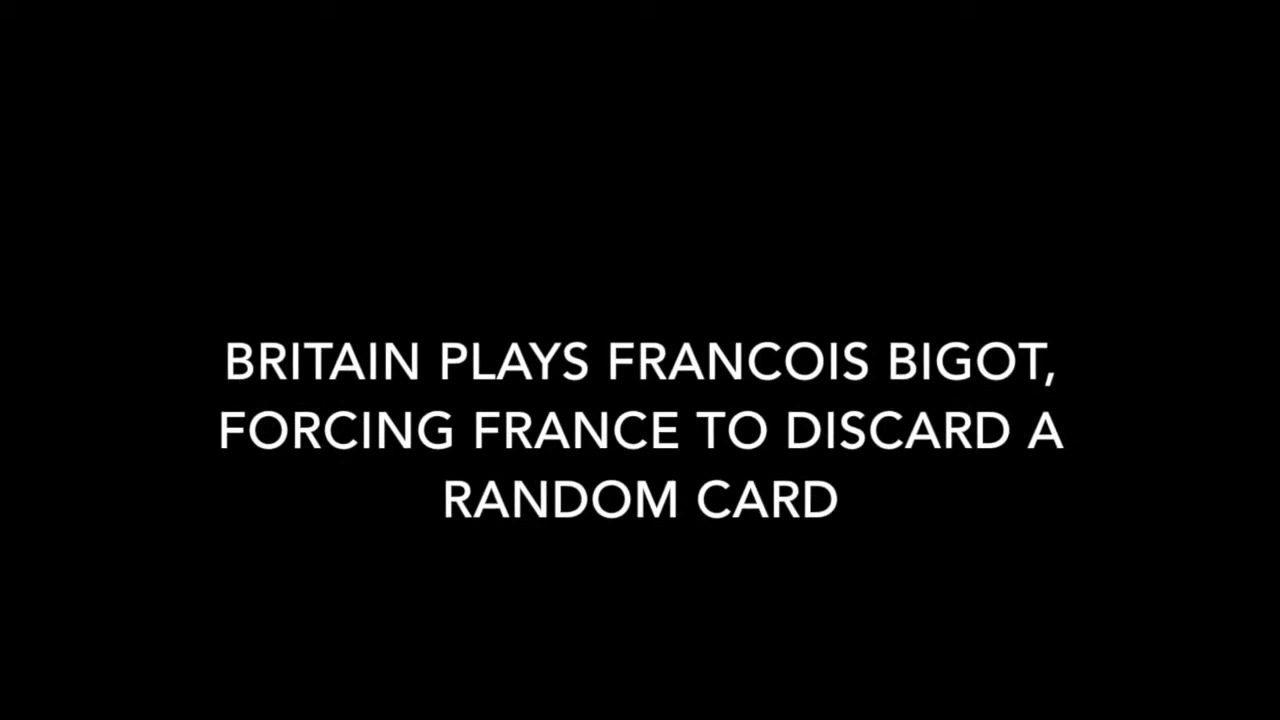 BRITAIN PLAYS FRANCOIS BIGOT,
FORCING FRANCE TO DISCARD A
RANDOM CARD